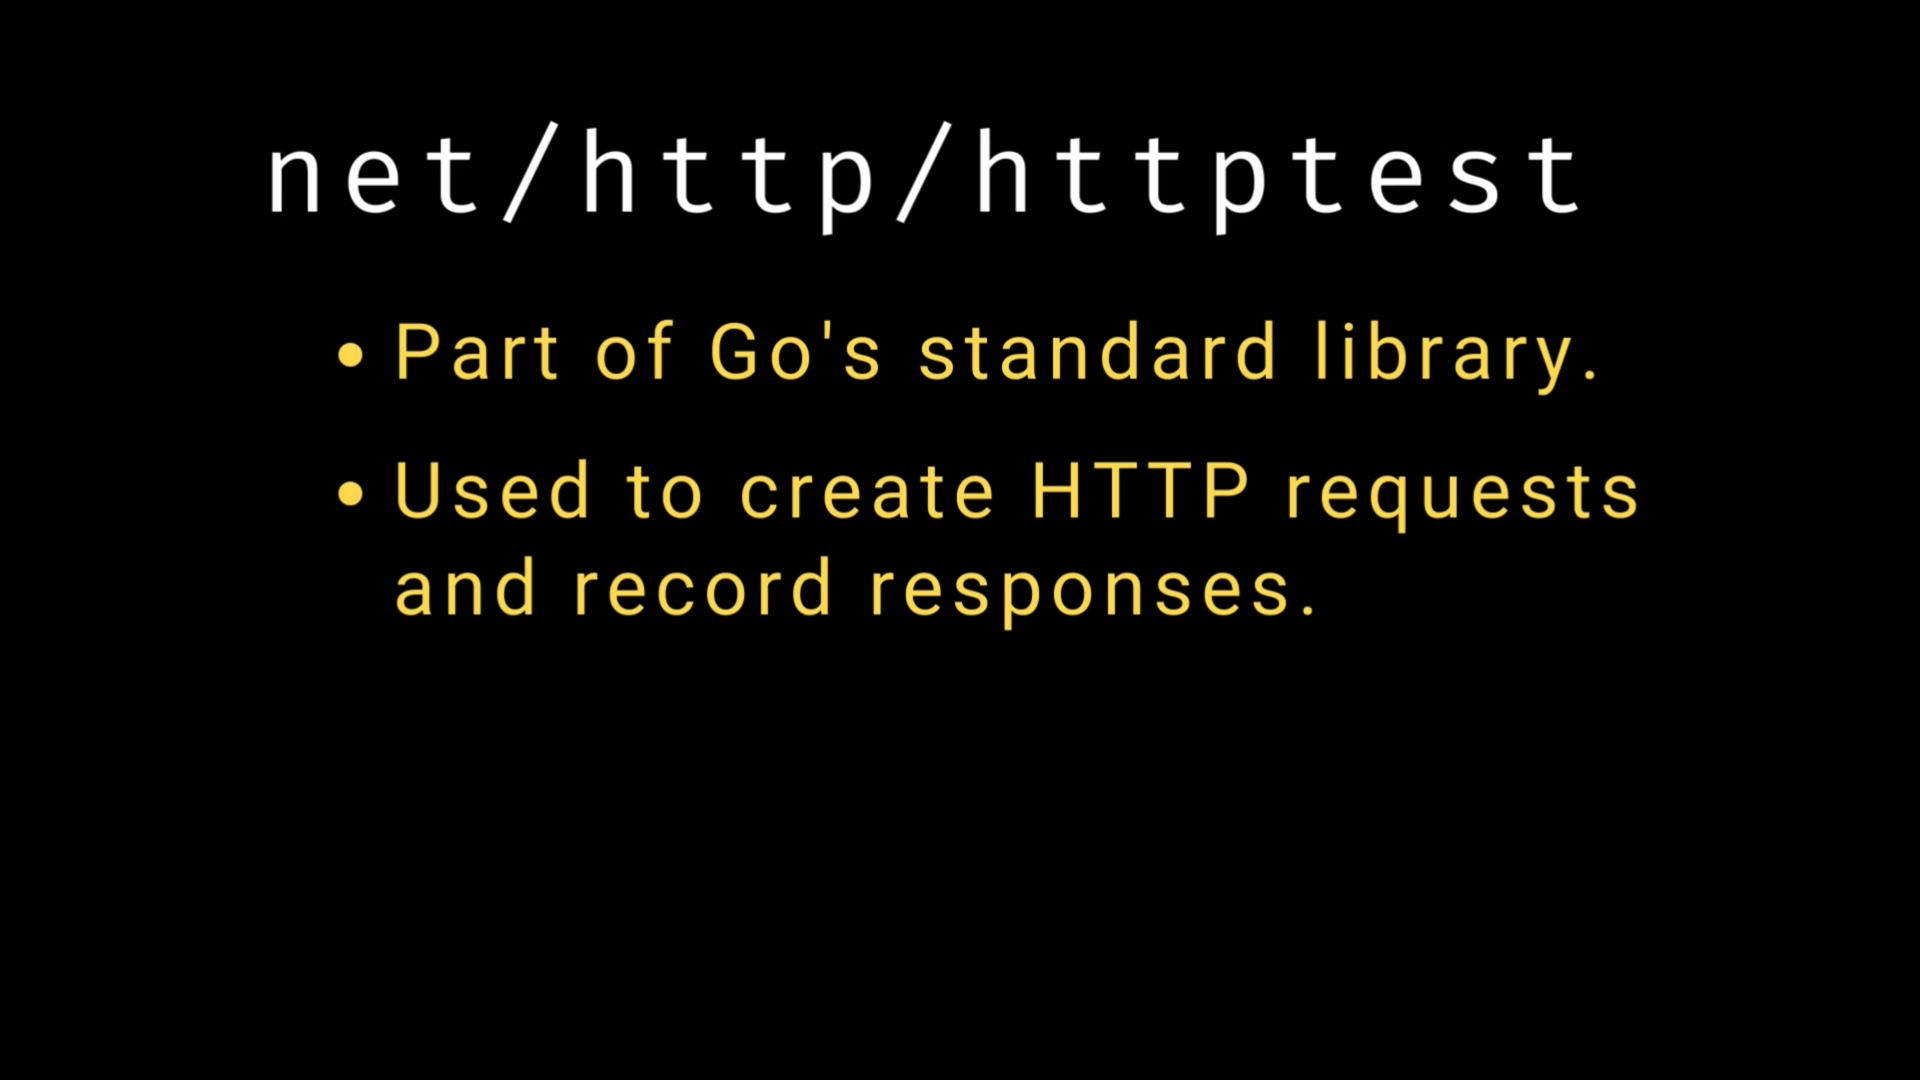 net/http/httptest
• Part of Go's standard library.
• Used to create HTTP requests
and record responses.